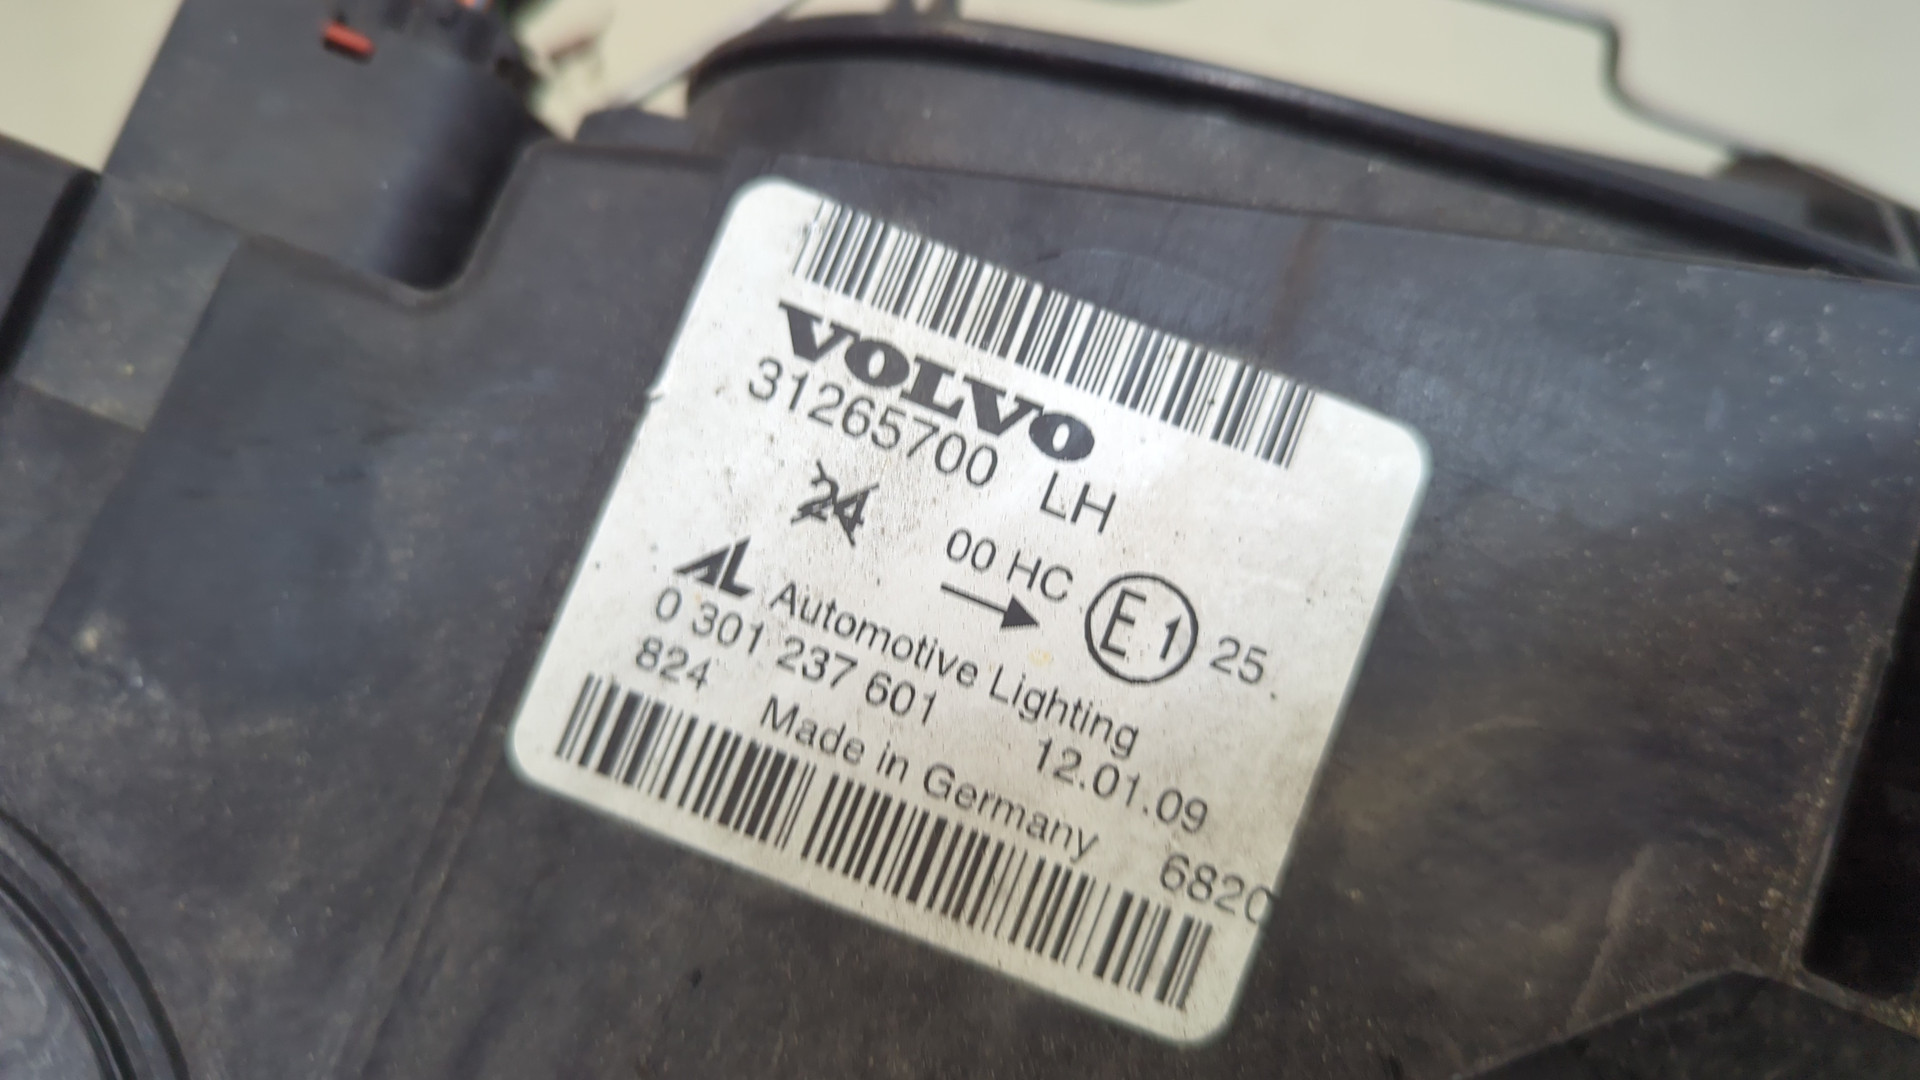 VOLVO
31265700 LH
24
00 HC
E1 25.
AL Automotive Lighting
0 301 237 601
824
12.01.09
Made in Germany
6820